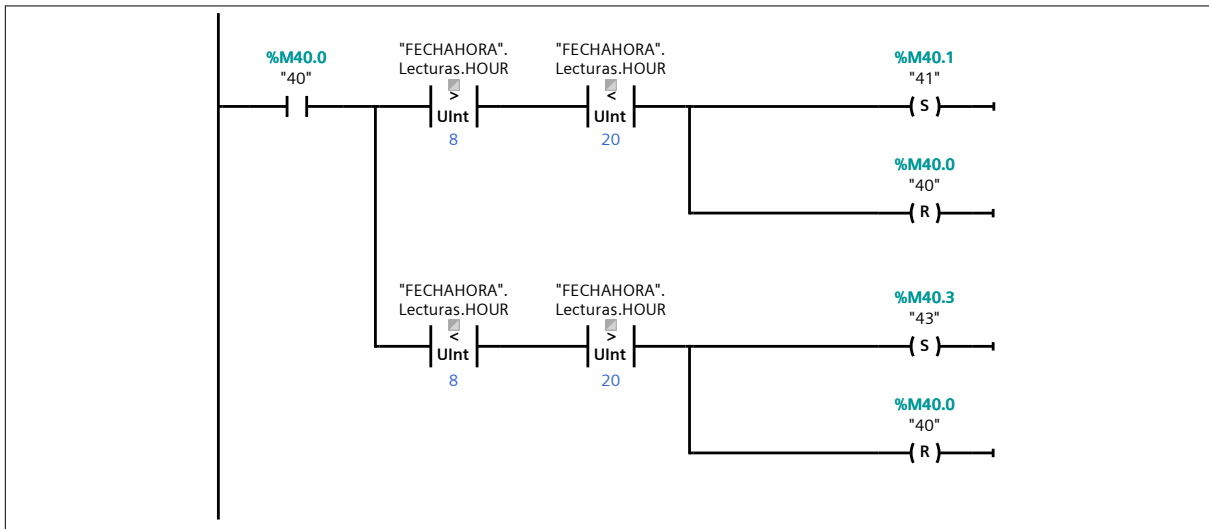 %M40.0
"40"
"FECHAHORA".
Lecturas.HOUR
>
UInt
8
"FECHAHORA".
Lecturas.HOUR
<
UInt
20
%M40.1
"41"
S
%M40.0
"40"
R
"FECHAHORA".
Lecturas.HOUR
<
UInt
8
"FECHAHORA".
Lecturas.HOUR
>
UInt
20
%M40.3
"43"
S
%M40.0
"40"
R